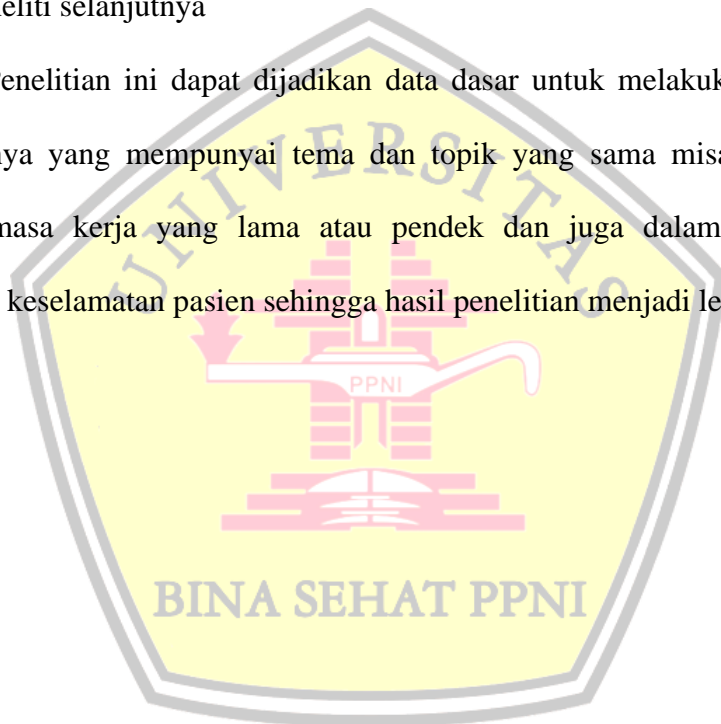 eliti selanjutnya
enelitian ini dapat dijadikan data dasar untuk melakuk
nya yang mempunyai tema dan topik yang sama misa
masa kerja yang lama atau pendek dan juga dalam
keselamatan pasien sehingga hasil penelitian menjadi le
UNIVERSITAS
PPNI
BINA SEHAT PPNI